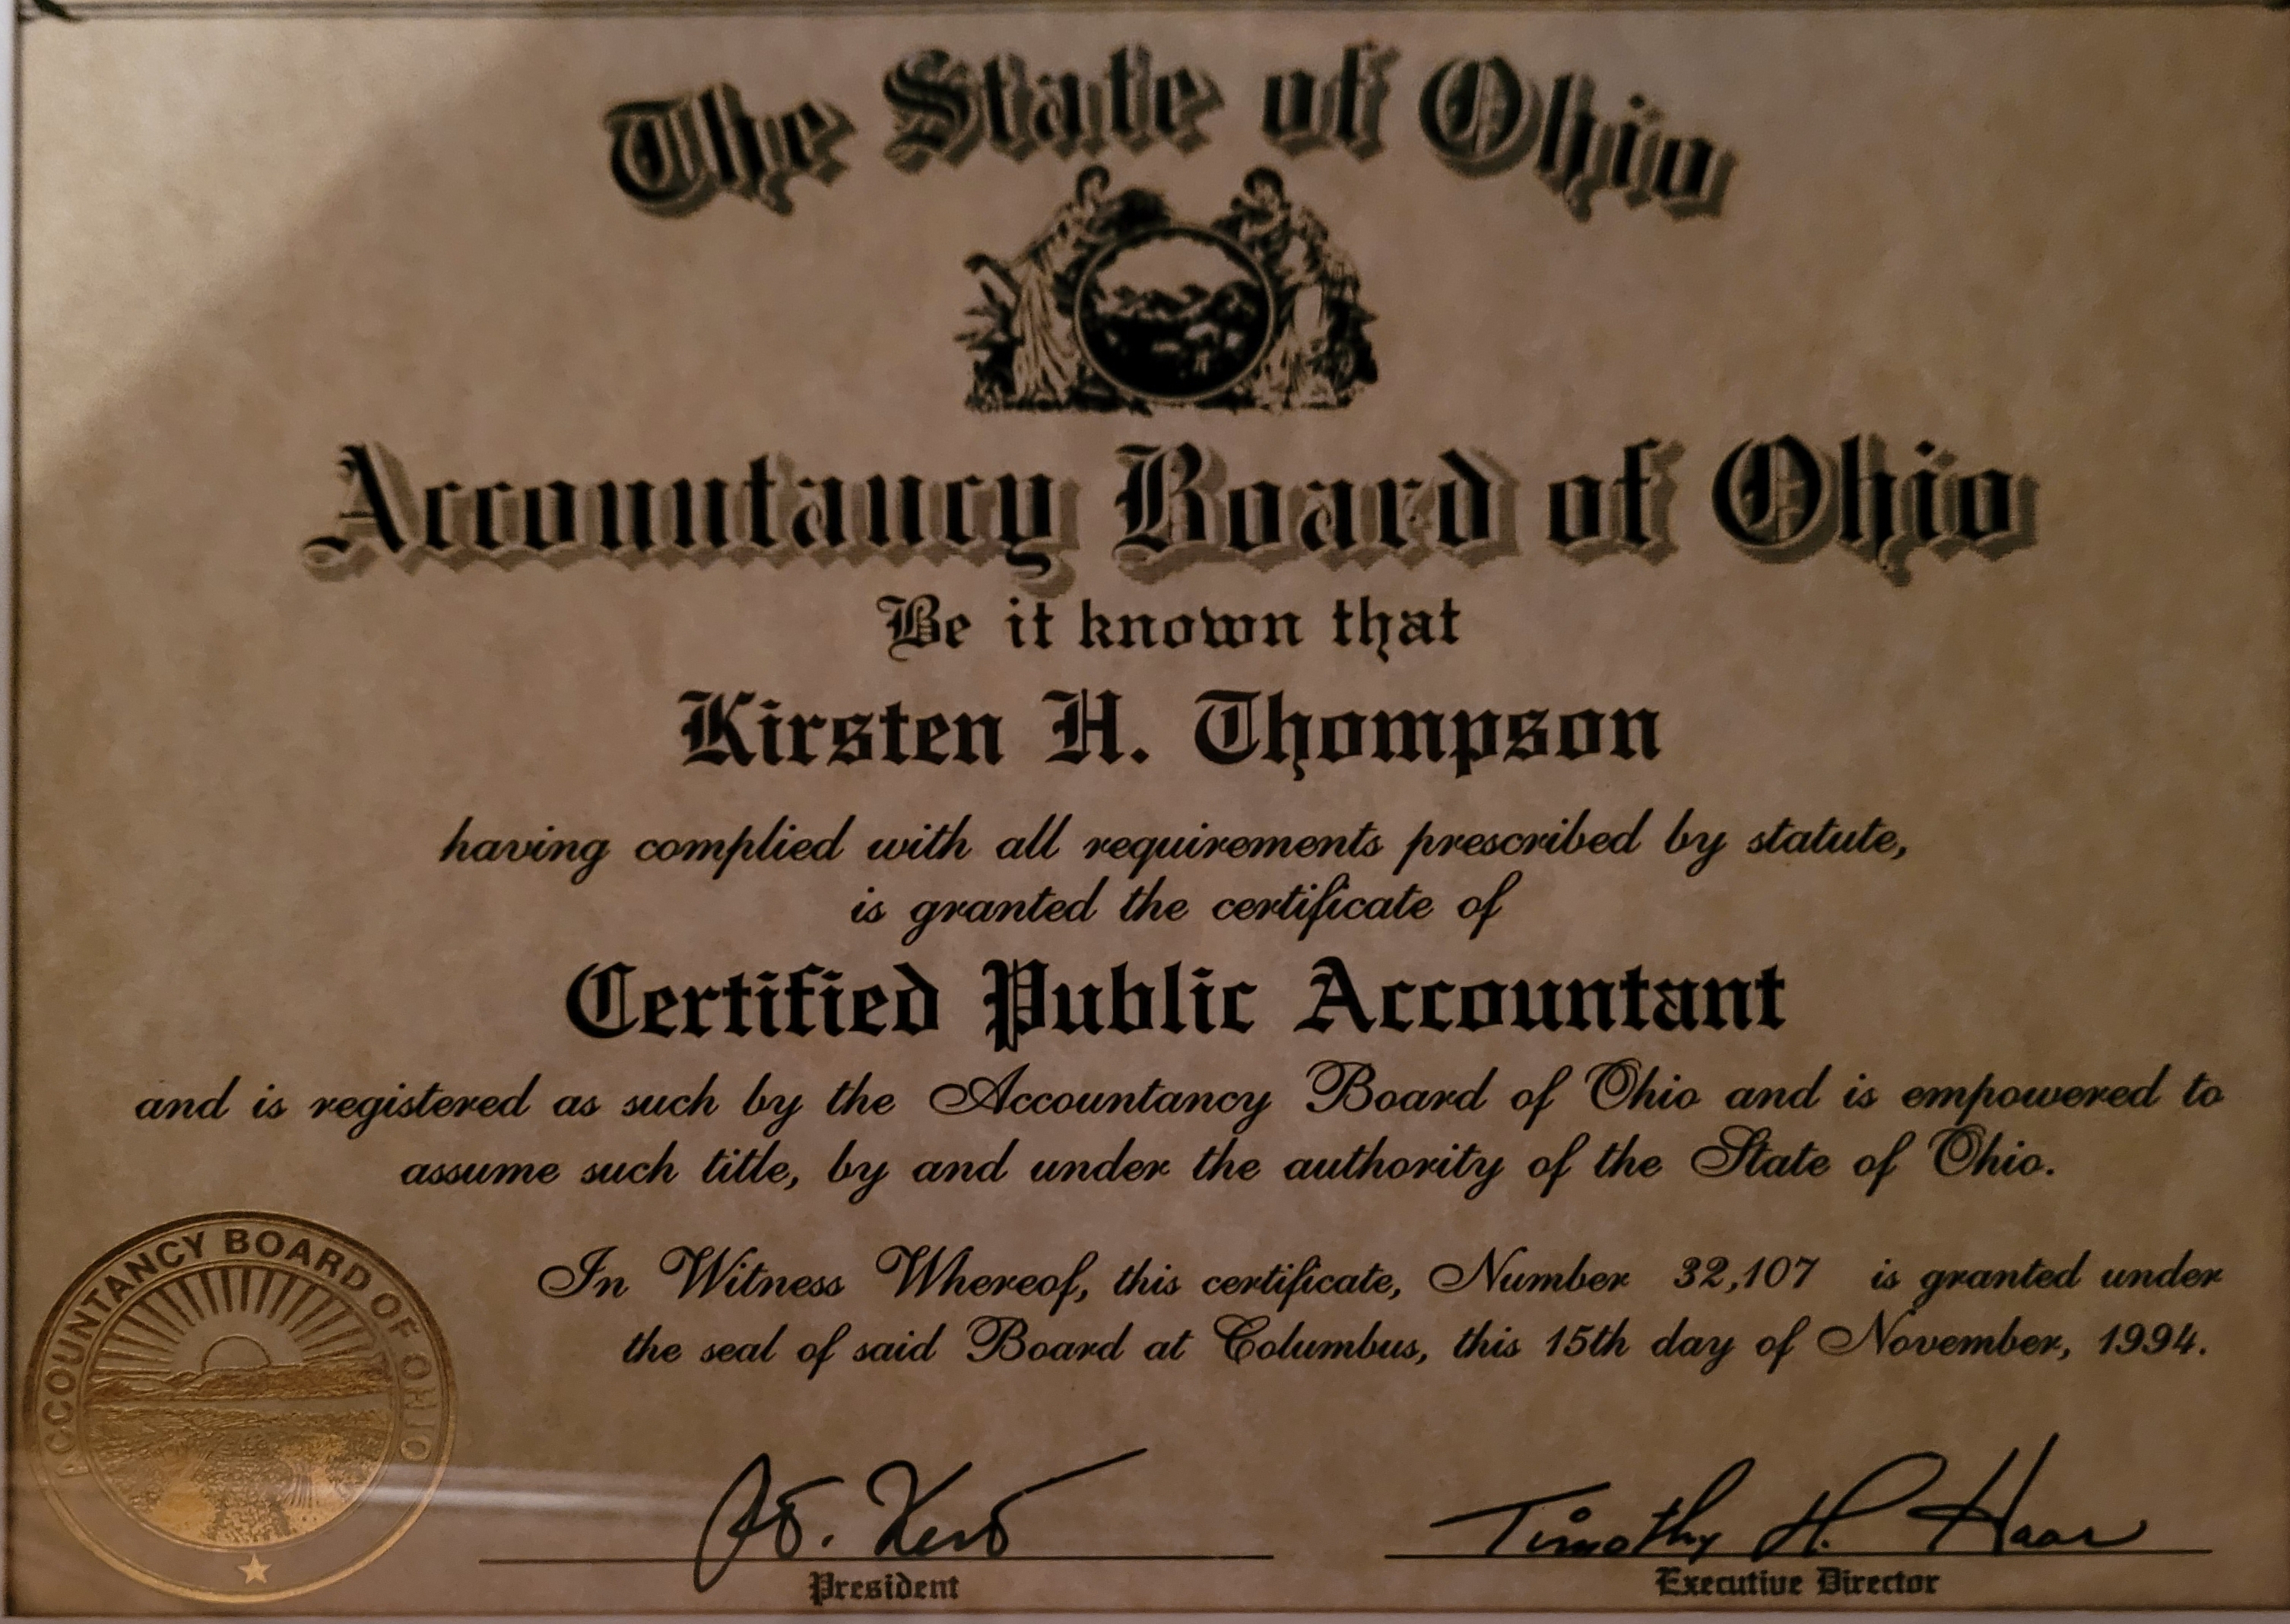 The State of Ohio
Accountancy Board of Ohio
Be it known that
Kirsten H. Thompson
having complied with all requirements prescribed by statute,
is granted the certificate of
Certified Public Accountant
and is registered as such by the Accountancy Board of Ohio and is empowered to
assume such title, by and under the authority of the State of Ohio.
In Witness Whereof, this certificate, Number 32,107 is granted under
the seal of said Board at Columbus, this 15th day of November, 1994.
ACCOUNTANCY BOARD OF OHIO
Timothy H. Haas
President
Executive Director